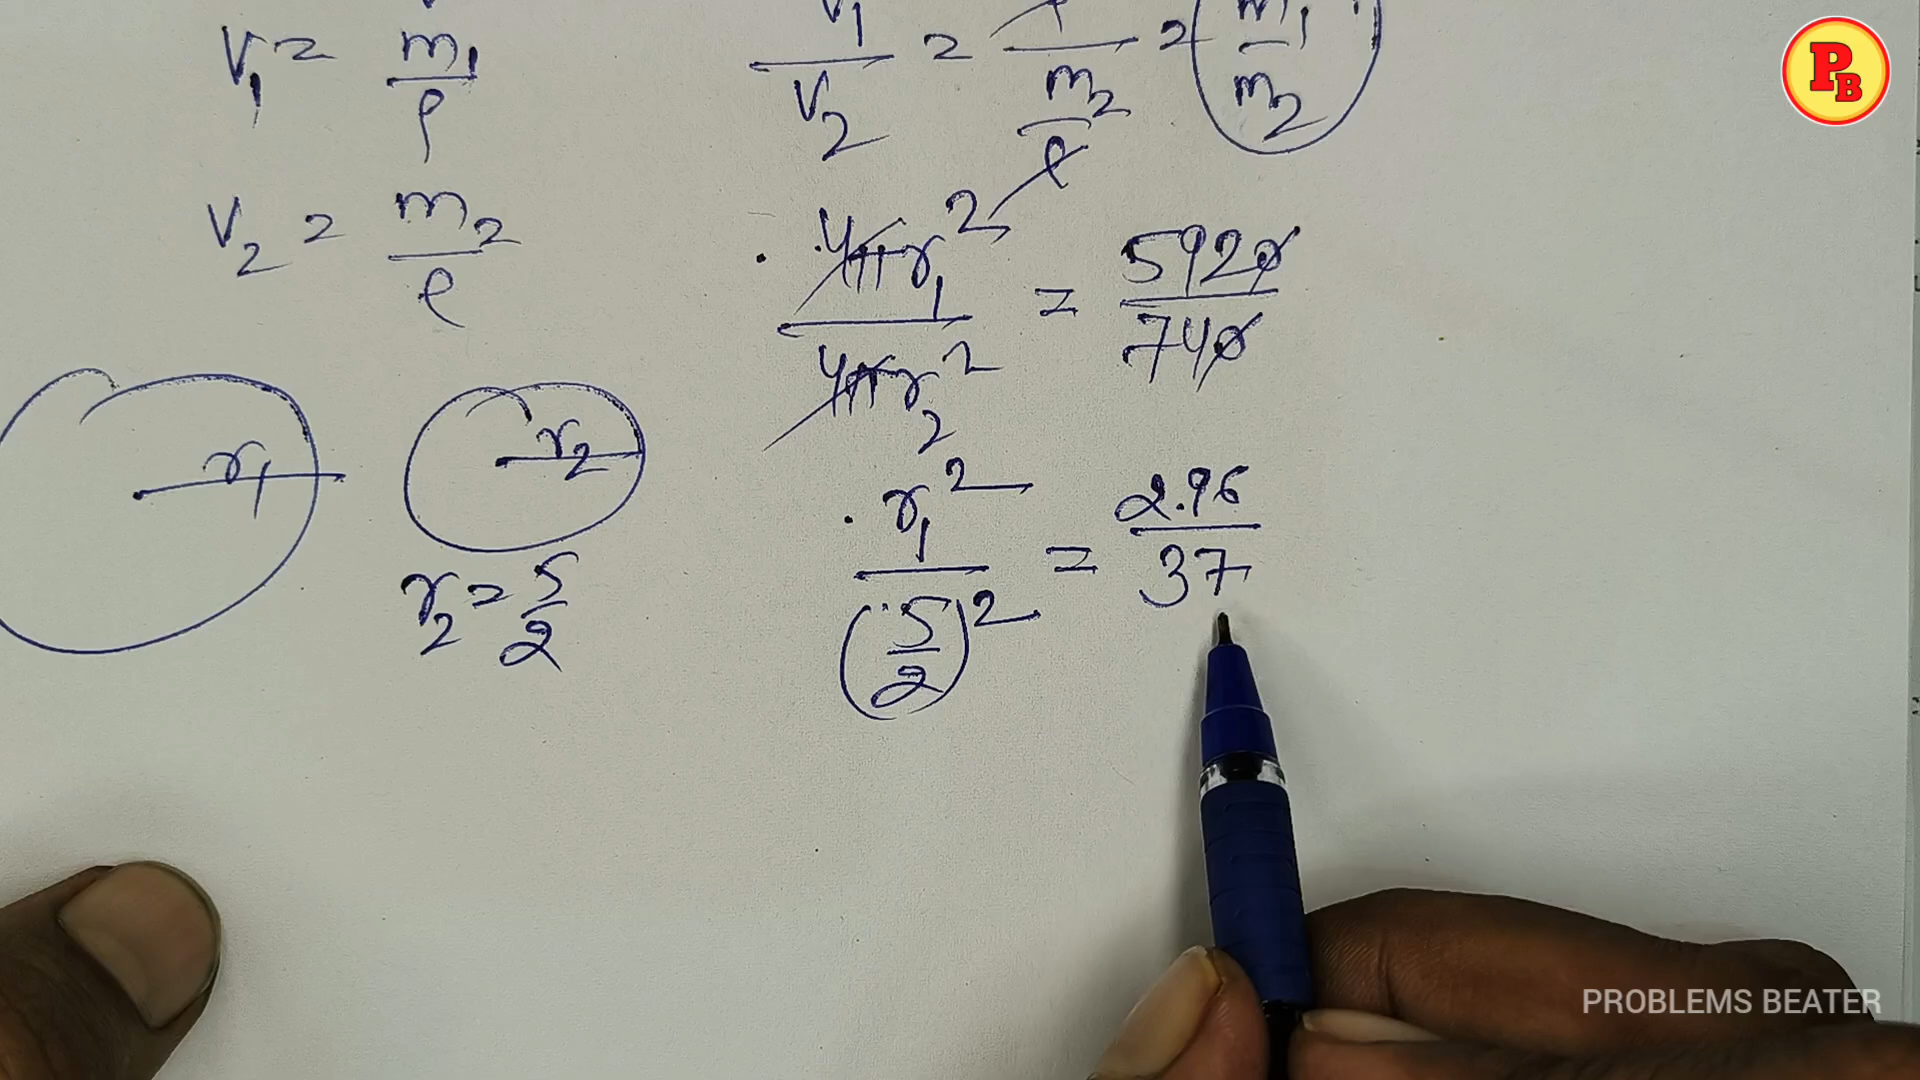 V₁ = m₁/ρ
V₁/V₂ = ρ/(m₂/ρ) = m₁/m₂
V₂ = m₂/ρ
4πr₁²/4πr₂² = 5920/740
r₁
r₂
r₂ = 5/2
r₁²/(5/2)² = 2.96/37
PB
PROBLEMS BEATER